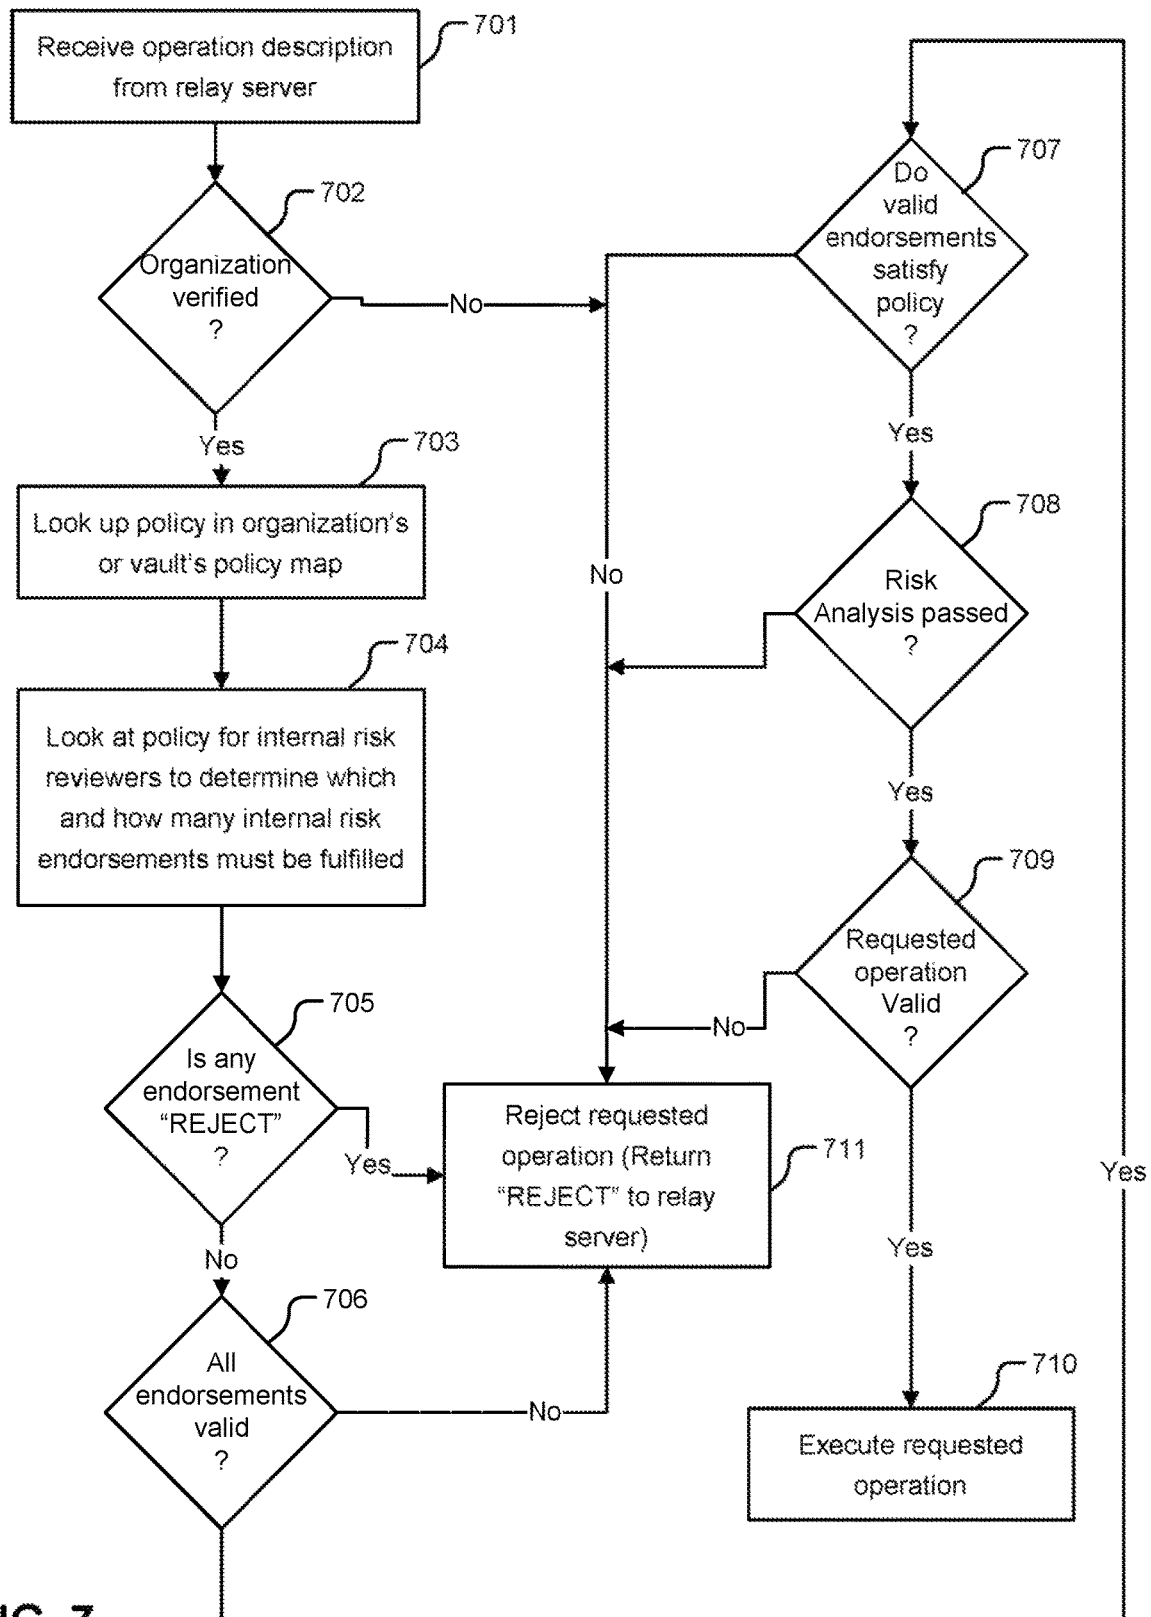 Receive operation description
from relay server
701
Organization
verified
?
702
No
Yes
Look up policy in organization's
or vault's policy map
703
Look at policy for internal risk
reviewers to determine which
and how many internal risk
endorsements must be fulfilled
704
Is any
endorsement
“REJECT”
?
705
Yes
No
All
endorsements
valid
?
706
No
Yes
Do
valid
endorsements
satisfy
policy
?
707
No
Yes
Risk
Analysis passed
?
708
Yes
Requested
operation
Valid
?
709
No
Yes
Execute requested
operation
710
Reject requested
operation (Return
“REJECT” to relay
server)
711